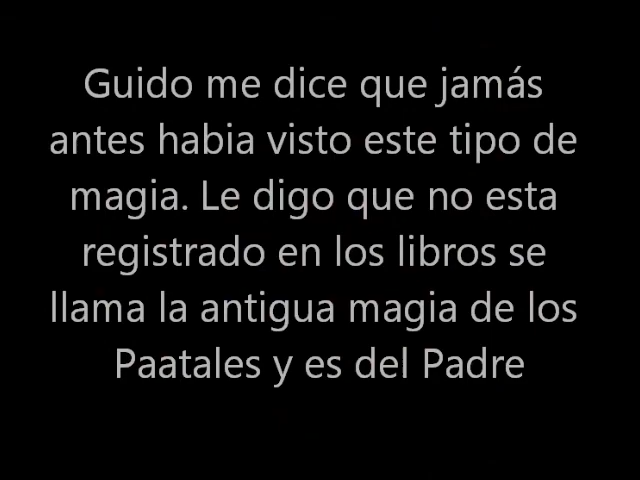 Guido me dice que jamás
antes habia visto este tipo de
magia. Le digo que no esta
registrado en los libros se
llama la antigua magia de los
Paatales y es del Padre